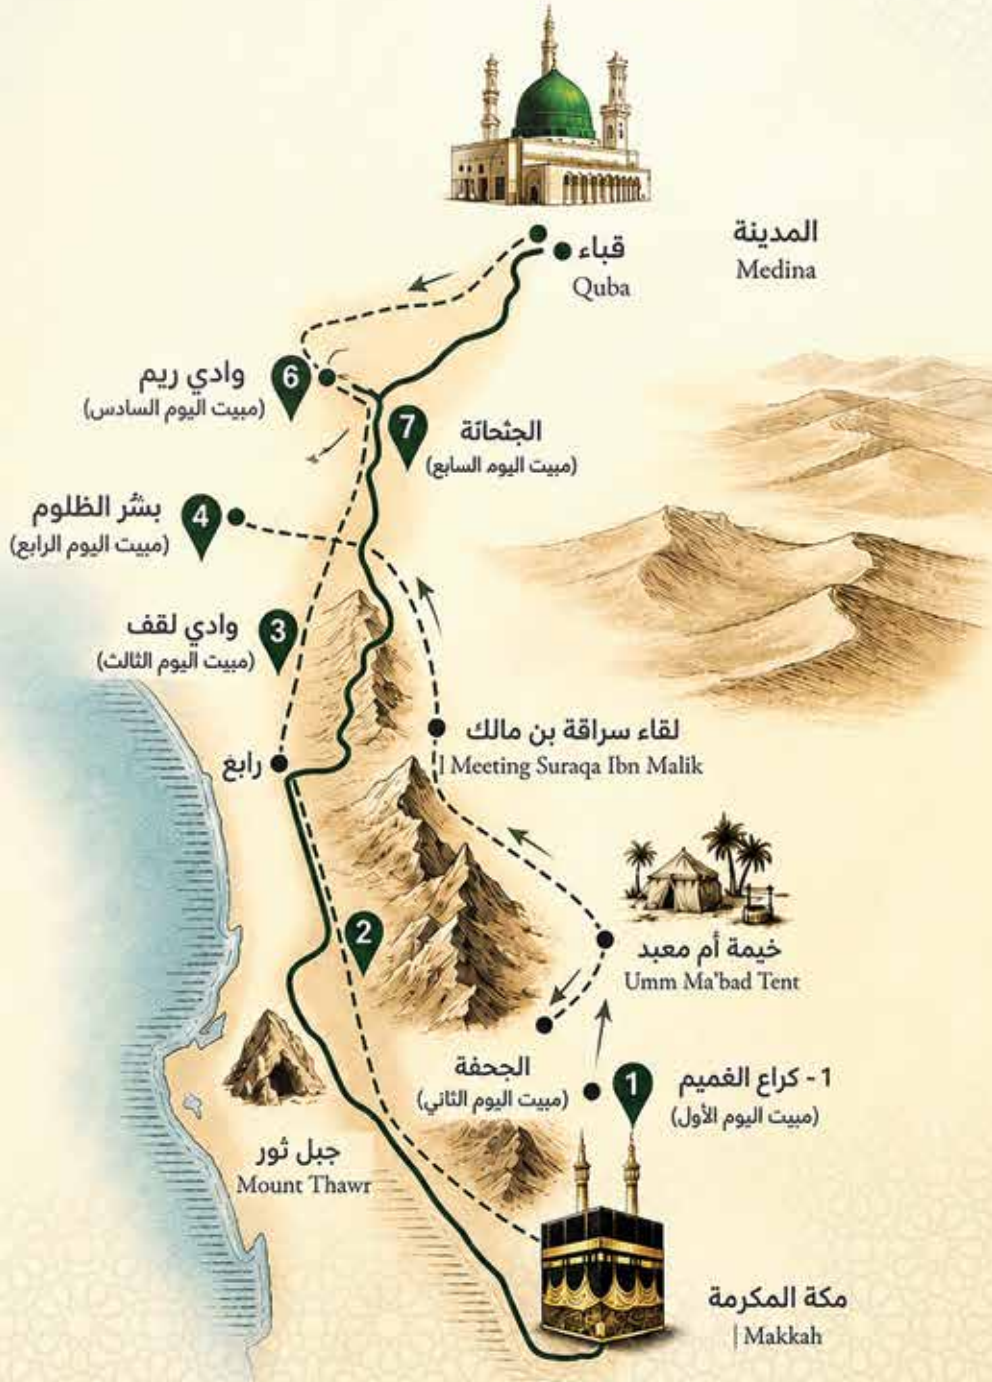 قباء
Quba
المدينة
Medina
6
وادي ريم
(مبيت اليوم السادس)
7
الجثحاثة
(مبيت اليوم السابع)
4
بئر الظلوم
(مبيت اليوم الرابع)
3
وادي لقف
(مبيت اليوم الثالث)
لقاء سراقة بن مالك
| Meeting Suraqa Ibn Malik
رابغ
2
خيمة أم معبد
Umm Ma'bad Tent
الجحفة
(مبيت اليوم الثاني)
1
1 - كراع الغميم
(مبيت اليوم الأول)
جبل ثور
Mount Thawr
مكة المكرمة
| Makkah